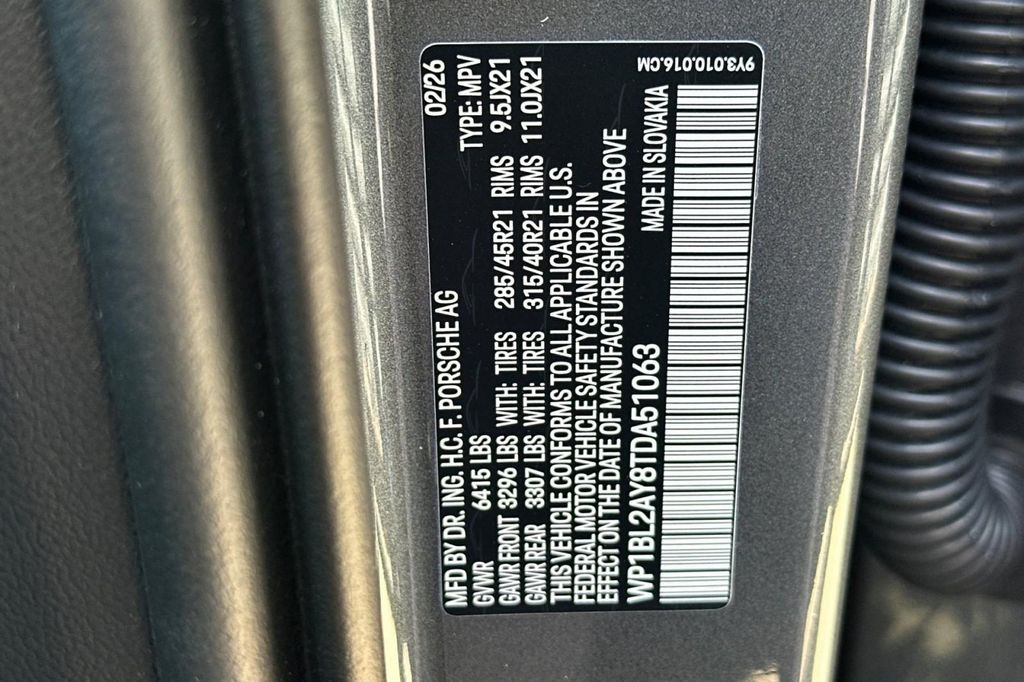 MFD BY DR. ING. H.C. F. PORSCHE AG 02/26
GVWR 6415 LBS TYPE: MPV
GAWR FRONT 3296 LBS WITH: TIRES 285/45R21 RIMS 9.5JX21
GAWR REAR 3307 LBS WITH: TIRES 315/40R21 RIMS 11.0JX21
THIS VEHICLE CONFORMS TO ALL APPLICABLE U.S.
FEDERAL MOTOR VEHICLE SAFETY STANDARDS IN
EFFECT ON THE DATE OF MANUFACTURE SHOWN ABOVE
WP1BL2AY8TDA51063 MADE IN SLOVAKIA
9Y3.010.016.CM